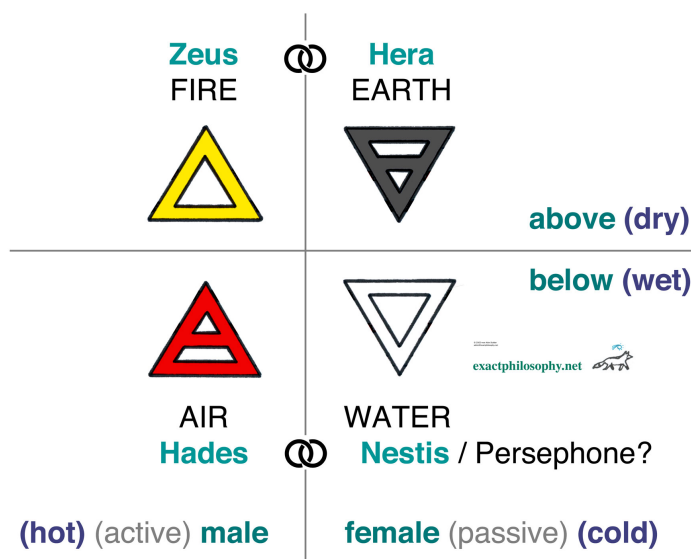 Zeus Hera
FIRE EARTH
above (dry)
below (wet)
exactphilosophy.net
AIR WATER
Hades Nestis / Persephone?
(hot) (active) male female (passive) (cold)